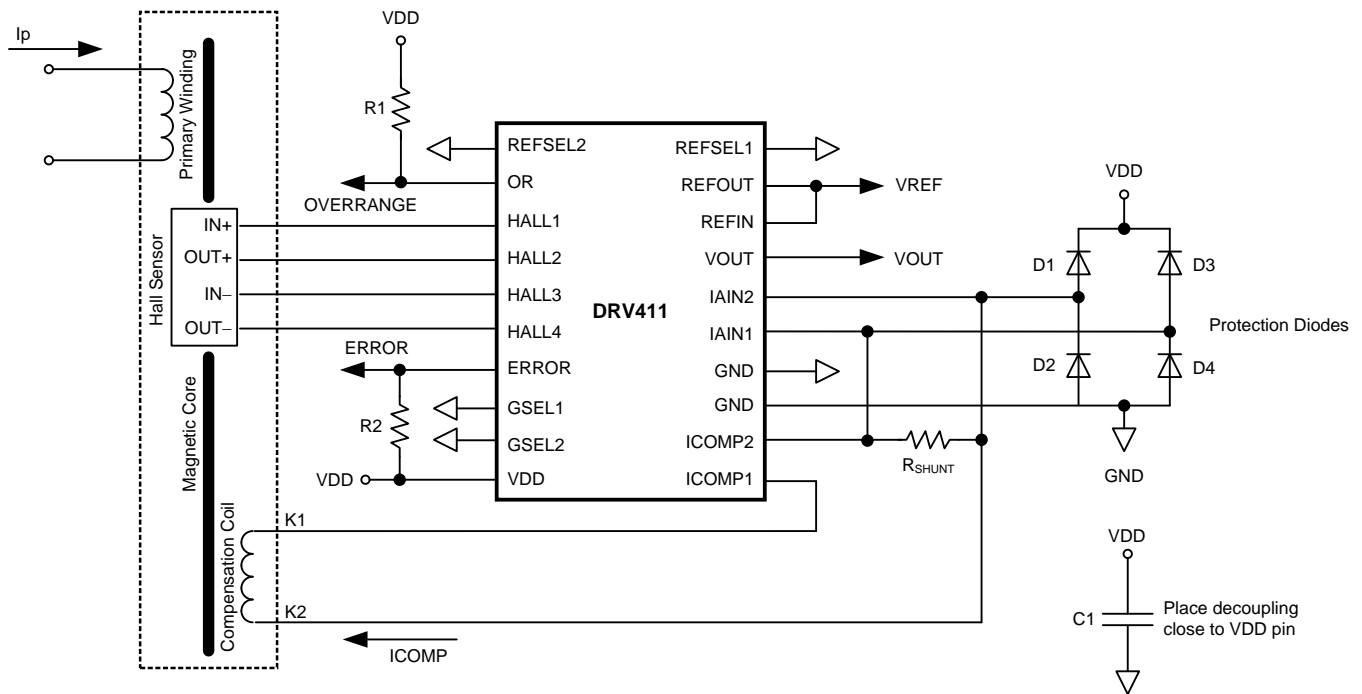 Ip
Primary Winding
Hall Sensor
IN+
OUT+
IN−
OUT−
Magnetic Core
Compensation Coil
K1
K2
ICOMP
VDD
R1
OVERRANGE
ERROR
R2
VDD
REFSEL2
OR
HALL1
HALL2
HALL3
HALL4
ERROR
GSEL1
GSEL2
VDD
DRV411
REFSEL1
REFOUT
REFIN
VOUT
IAIN2
IAIN1
GND
GND
ICOMP2
ICOMP1
VREF
VOUT
RSHUNT
VDD
D1
D3
D2
D4
Protection Diodes
GND
VDD
C1
Place decoupling
close to VDD pin